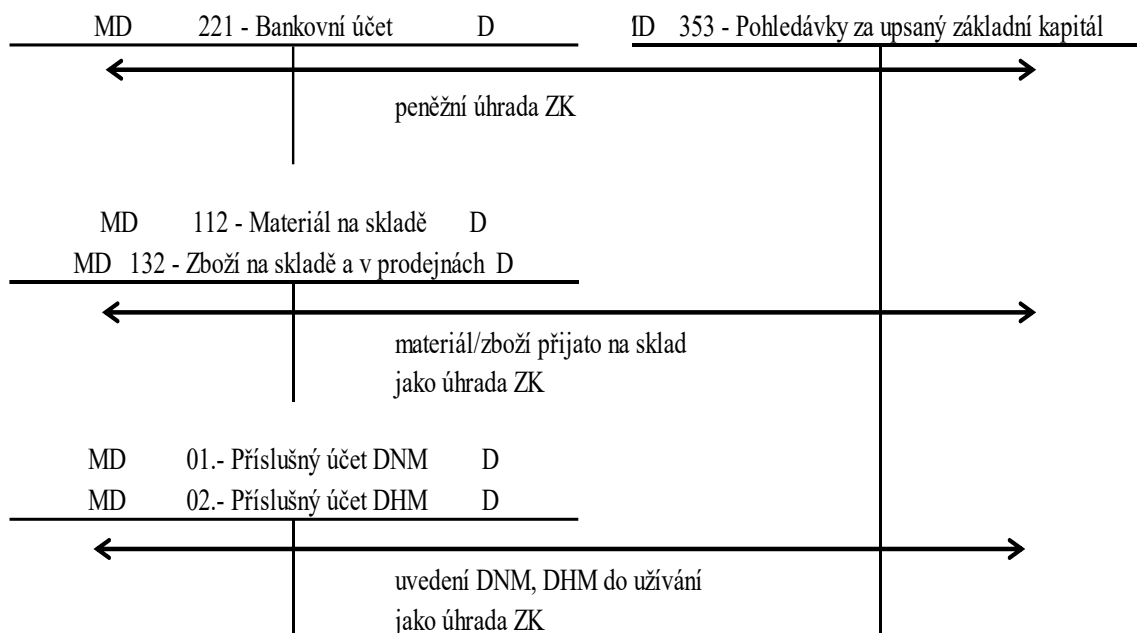 MD 221 - Bankovní účet D MD 353 - Pohledávky za upsaný základní kapitál
peněžní úhrada ZK
MD 112 - Materiál na skladě D
MD 132 - Zboží na skladě a v prodejnách D
materiál/zboží přijato na sklad
jako úhrada ZK
MD 01.- Příslušný účet DNM D
MD 02.- Příslušný účet DHM D
uvedení DNM, DHM do užívání
jako úhrada ZK